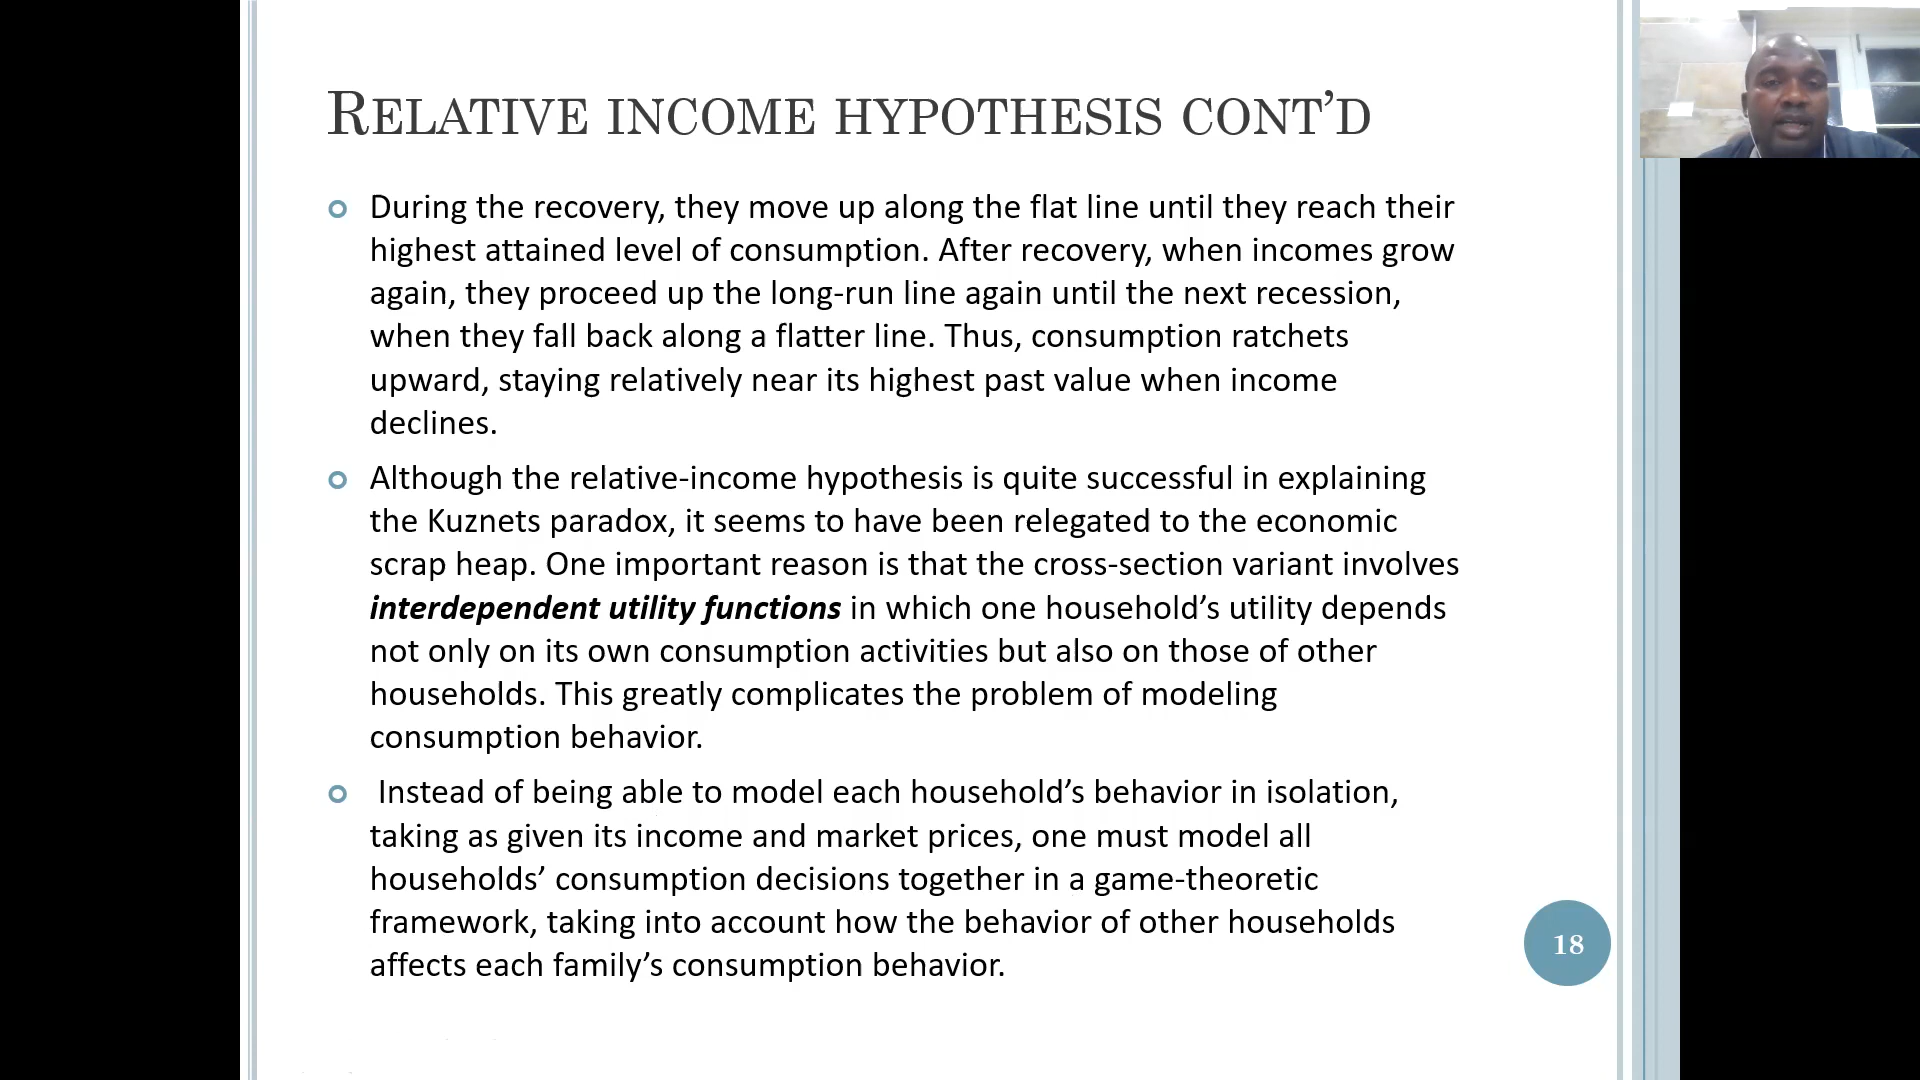 RELATIVE INCOME HYPOTHESIS CONT’D
During the recovery, they move up along the flat line until they reach their
highest attained level of consumption. After recovery, when incomes grow
again, they proceed up the long-run line again until the next recession,
when they fall back along a flatter line. Thus, consumption ratchets
upward, staying relatively near its highest past value when income
declines.
Although the relative-income hypothesis is quite successful in explaining
the Kuznets paradox, it seems to have been relegated to the economic
scrap heap. One important reason is that the cross-section variant involves
interdependent utility functions in which one household’s utility depends
not only on its own consumption activities but also on those of other
households. This greatly complicates the problem of modeling
consumption behavior.
Instead of being able to model each household’s behavior in isolation,
taking as given its income and market prices, one must model all
households’ consumption decisions together in a game-theoretic
framework, taking into account how the behavior of other households
affects each family’s consumption behavior.
18